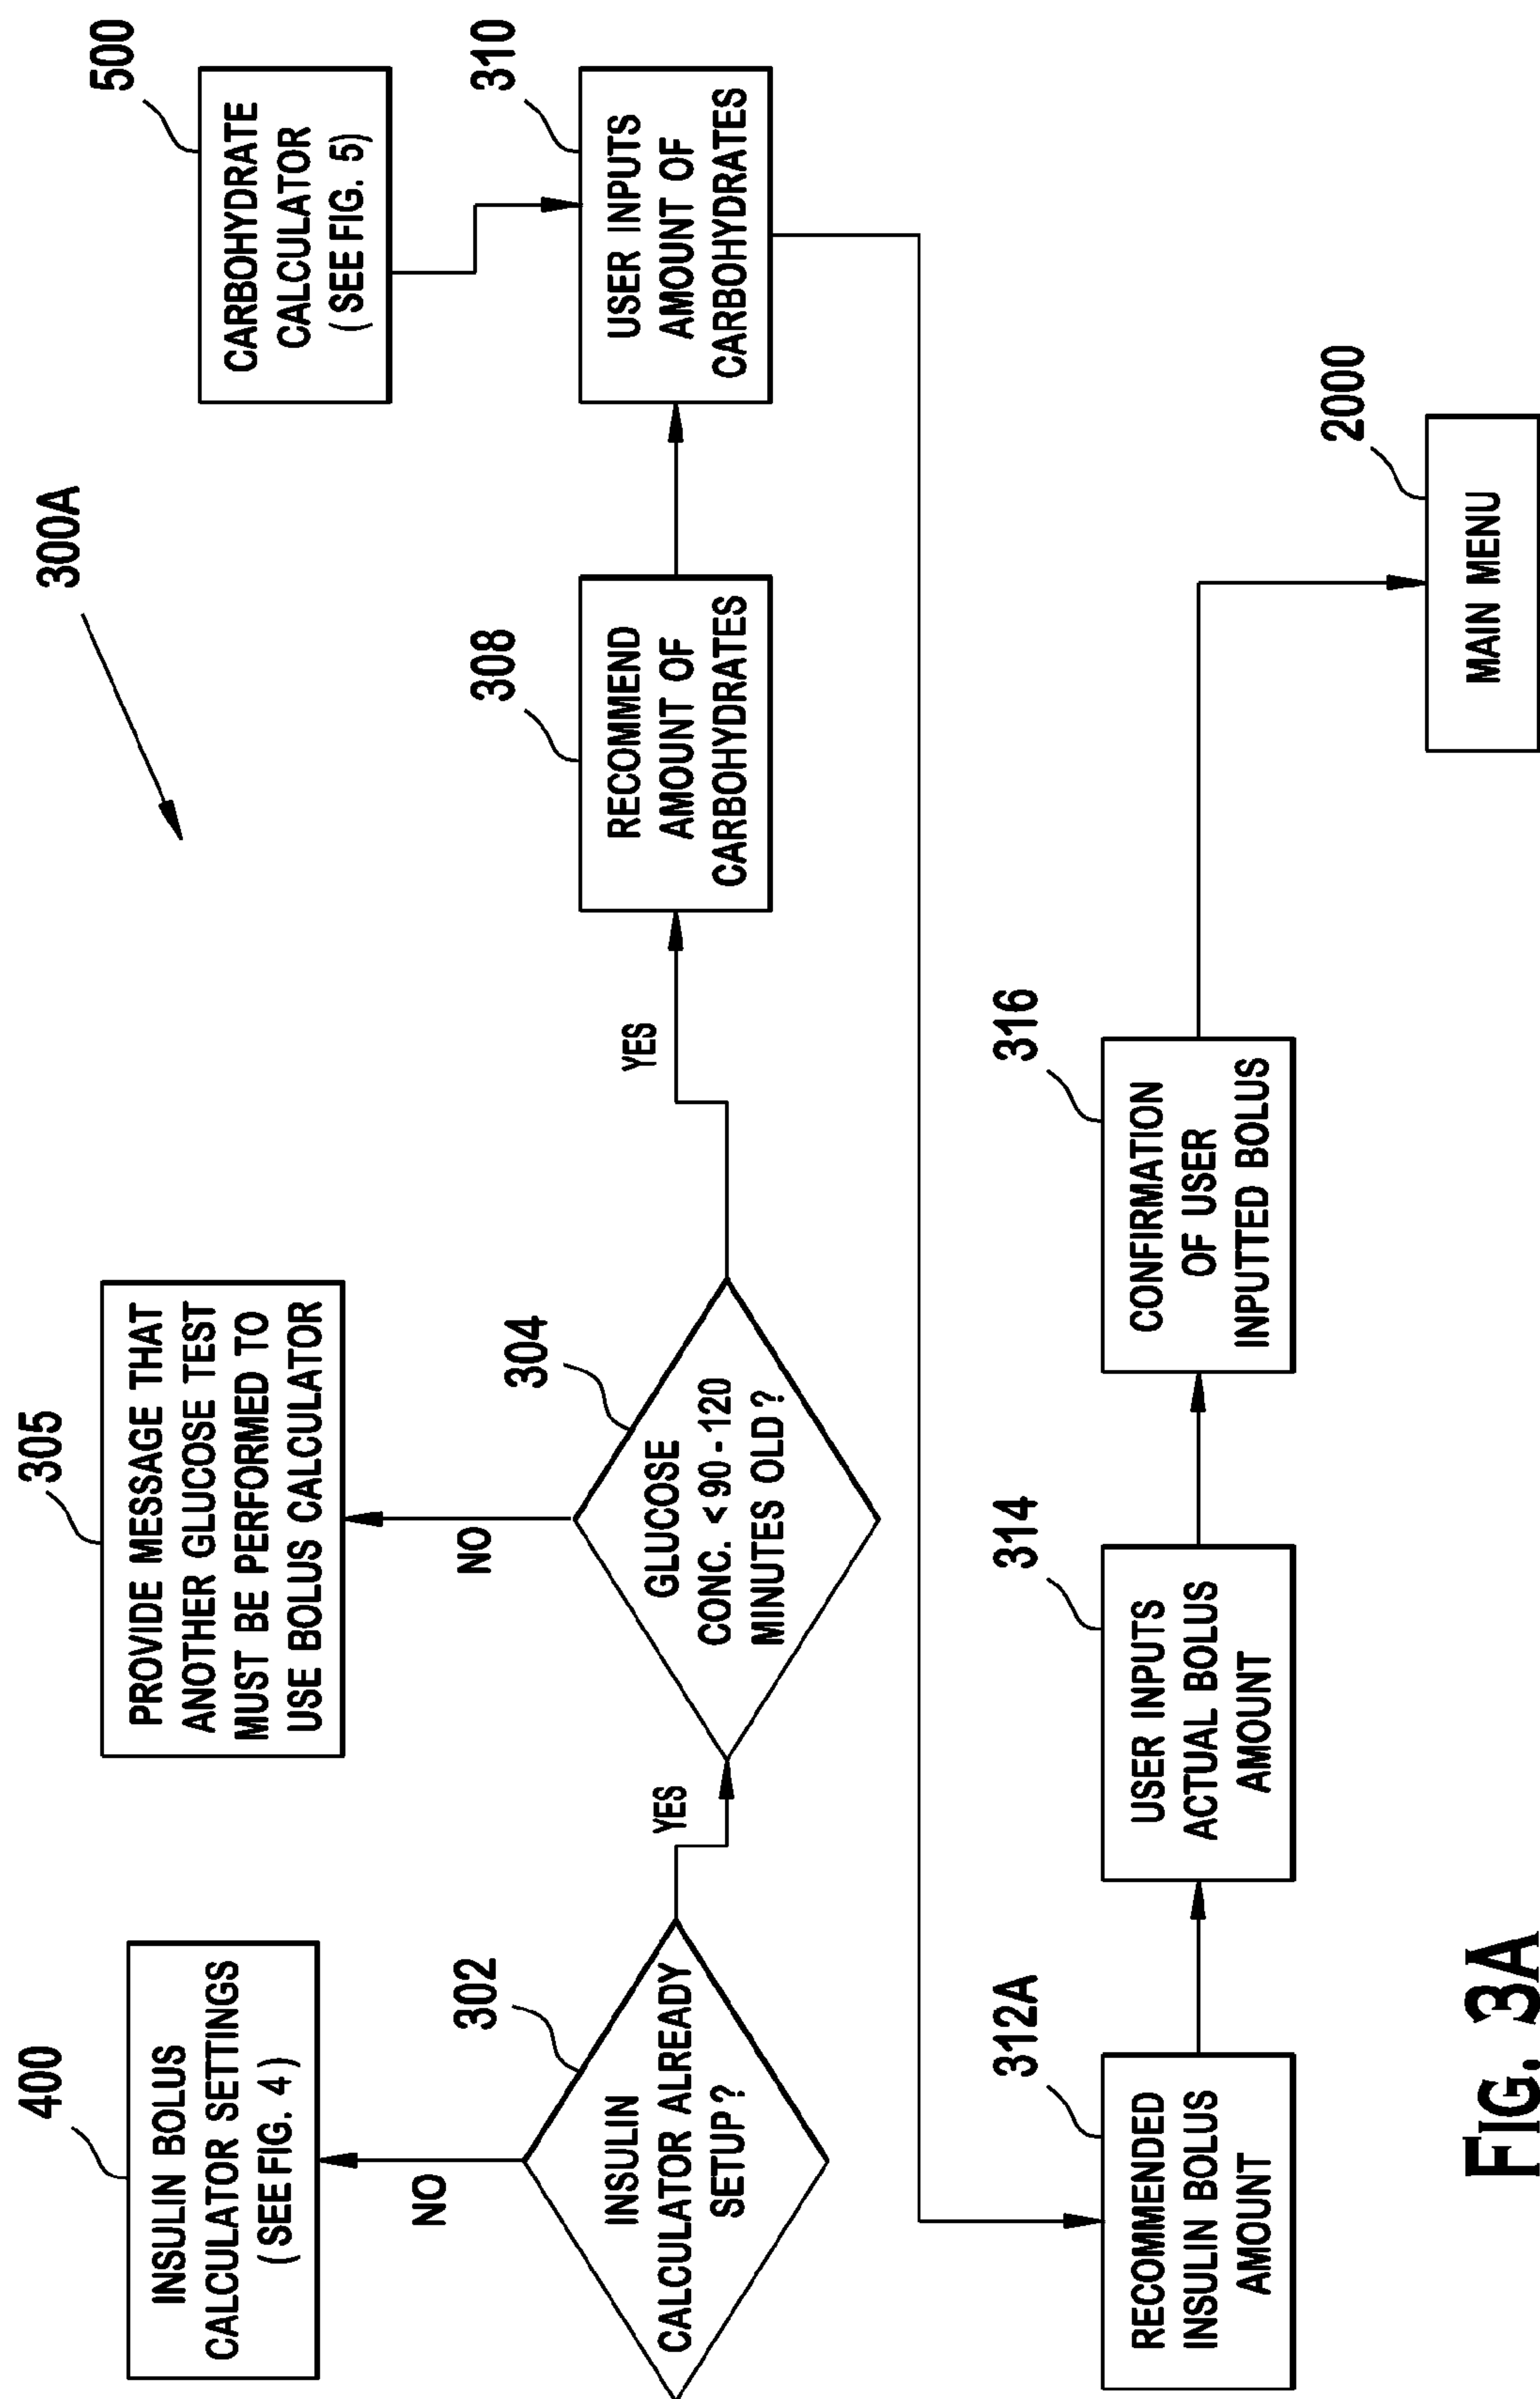 300A
400
INSULIN BOLUS
CALCULATOR SETTINGS
(SEE FIG. 4)
305
PROVIDE MESSAGE THAT
ANOTHER GLUCOSE TEST
MUST BE PERFORMED TO
USE BOLUS CALCULATOR
500
CARBOHYDRATE
CALCULATOR
(SEE FIG. 5)
NO
NO
302
INSULIN
CALCULATOR ALREADY
SETUP?
YES
304
GLUCOSE
CONC. < 90 - 120
MINUTES OLD?
YES
308
RECOMMEND
AMOUNT OF
CARBOHYDRATES
310
USER INPUTS
AMOUNT OF
CARBOHYDRATES
312A
RECOMMENDED
INSULIN BOLUS
AMOUNT
314
USER INPUTS
ACTUAL BOLUS
AMOUNT
316
CONFIRMATION
OF USER
INPUTTED BOLUS
2000
MAIN MENU
FIG. 3A